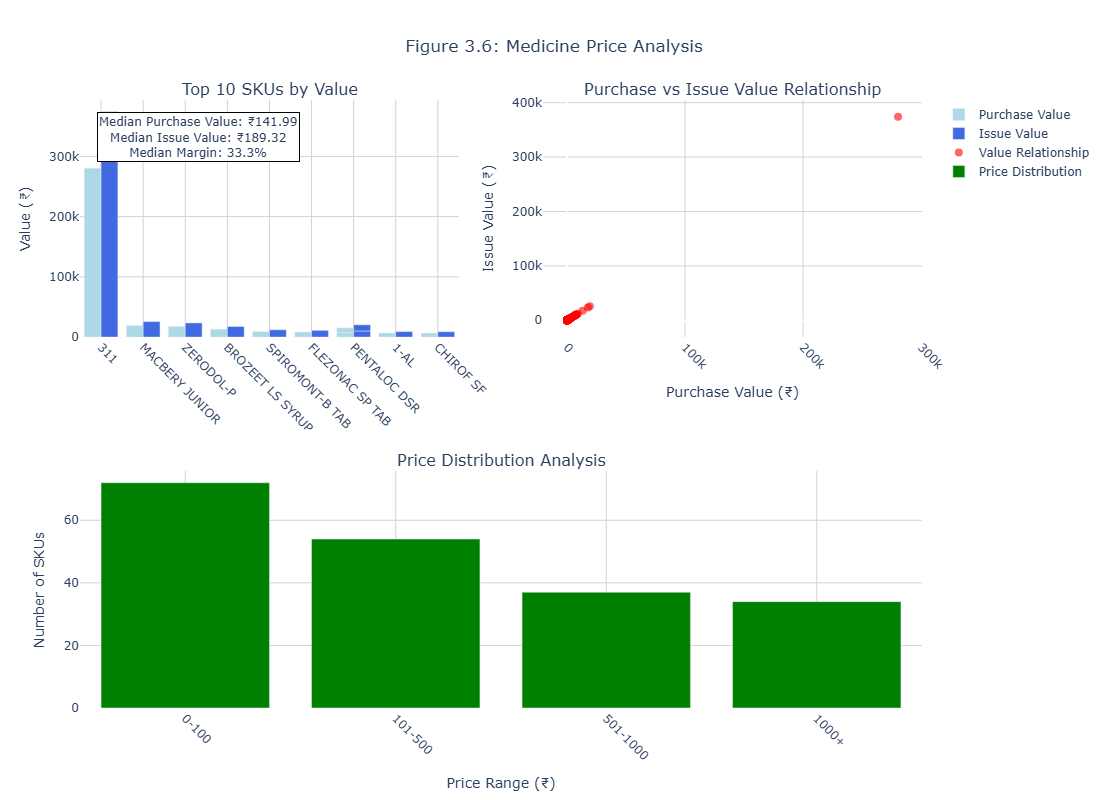 Figure 3.6: Medicine Price Analysis
Top 10 SKUs by Value
Median Purchase Value: ₹141.99
Median Issue Value: ₹189.32
Median Margin: 33.3%
Value (₹)
300k
200k
100k
0
311
MACBERY JUNIOR
ZERODOL-P
BROZEET LS SYRUP
SPIROMONT-B TAB
FLEZONAC SP TAB
PENTALOC DSR
1-AL
CHIROF SF
Purchase vs Issue Value Relationship
Issue Value (₹)
400k
300k
200k
100k
0
0
100k
200k
300k
Purchase Value (₹)
Purchase Value
Issue Value
Value Relationship
Price Distribution
Price Distribution Analysis
Number of SKUs
60
40
20
0
0-100
101-500
501-1000
1000+
Price Range (₹)